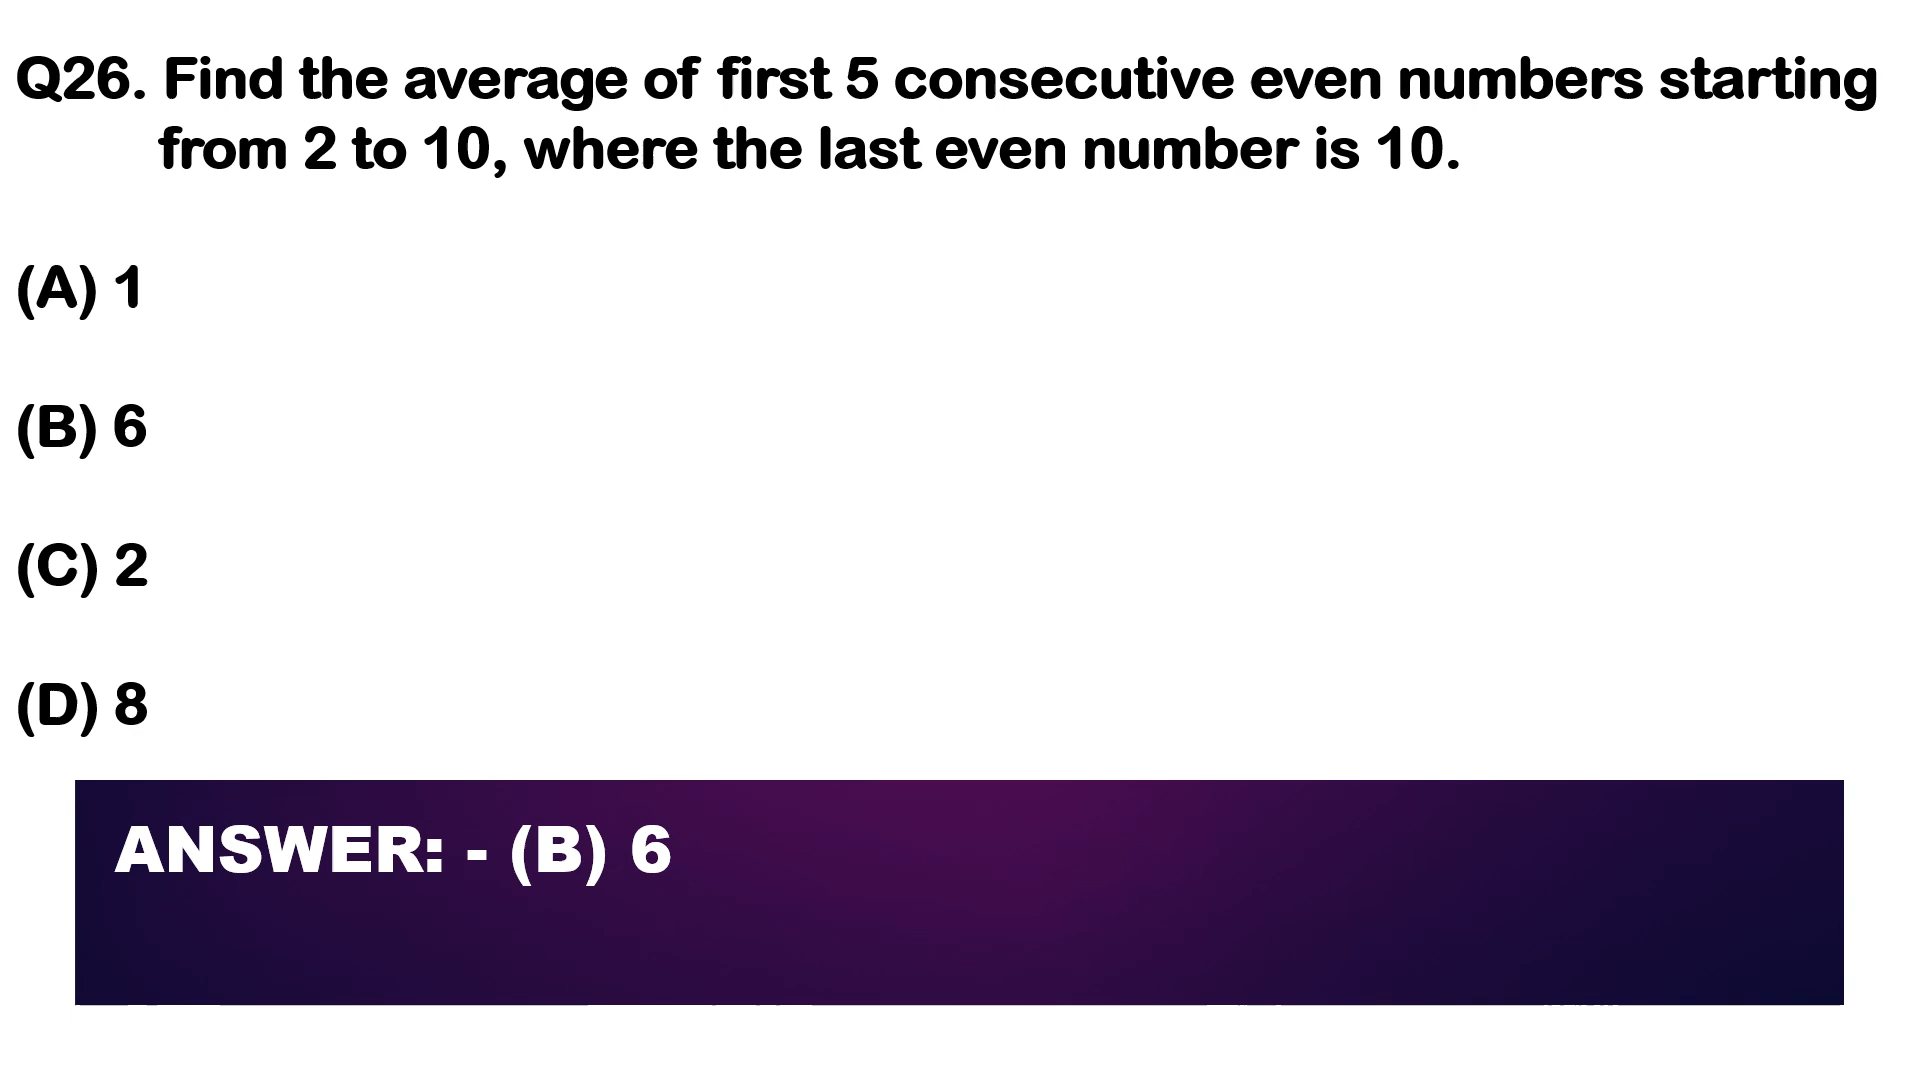 Q26. Find the average of first 5 consecutive even numbers starting
from 2 to 10, where the last even number is 10.
(A) 1
(B) 6
(C) 2
(D) 8
ANSWER: - (B) 6